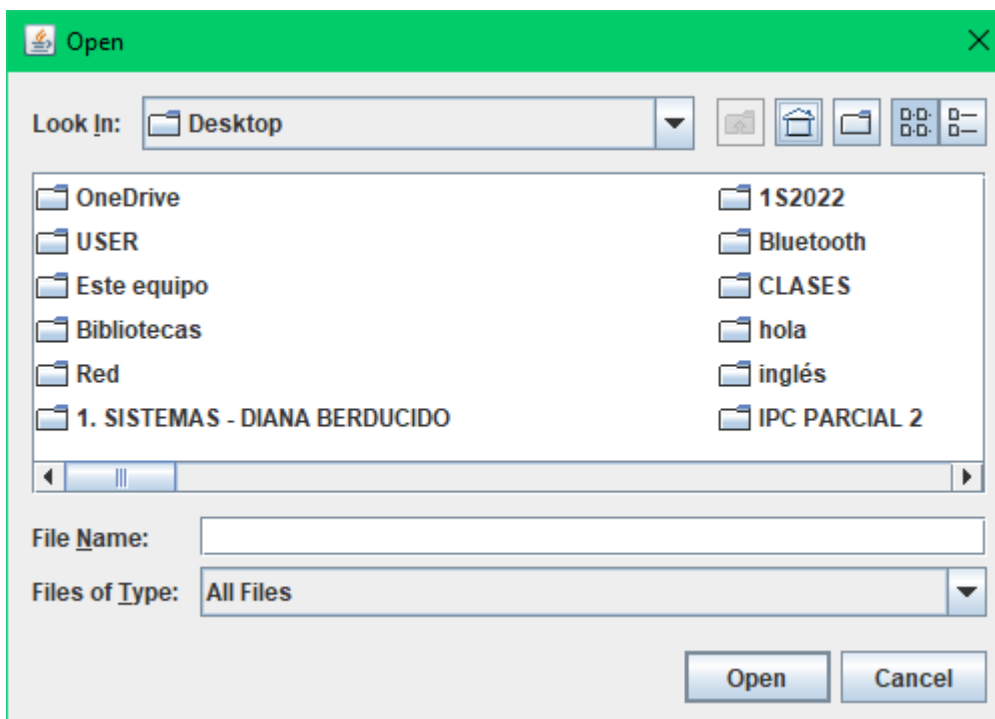 Open
Look In: Desktop
OneDrive 1S2022
USER Bluetooth
Este equipo CLASES
Bibliotecas hola
Red inglés
1. SISTEMAS - DIANA BERDUCIDO IPC PARCIAL 2
File Name:
Files of Type: All Files
Open Cancel